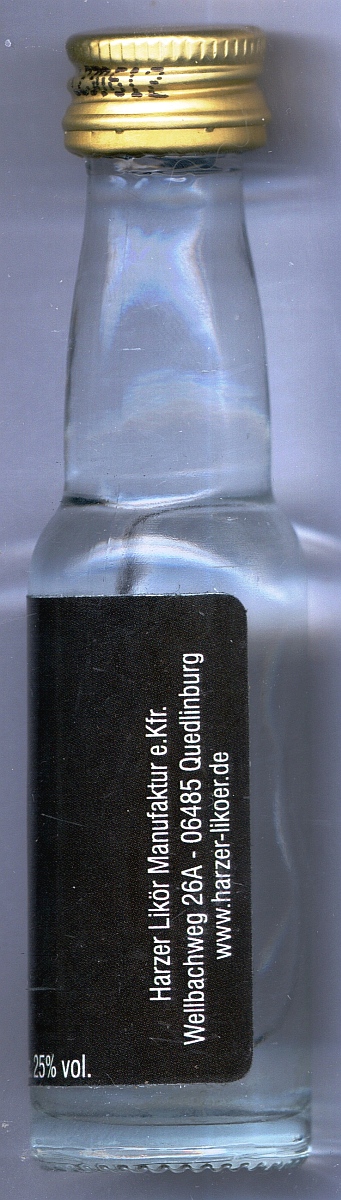 Harzer Likör Manufaktur e.Kfr.
Wellbachweg 26A - 06485 Quedlinburg
www.harzer-likoer.de
25% vol.